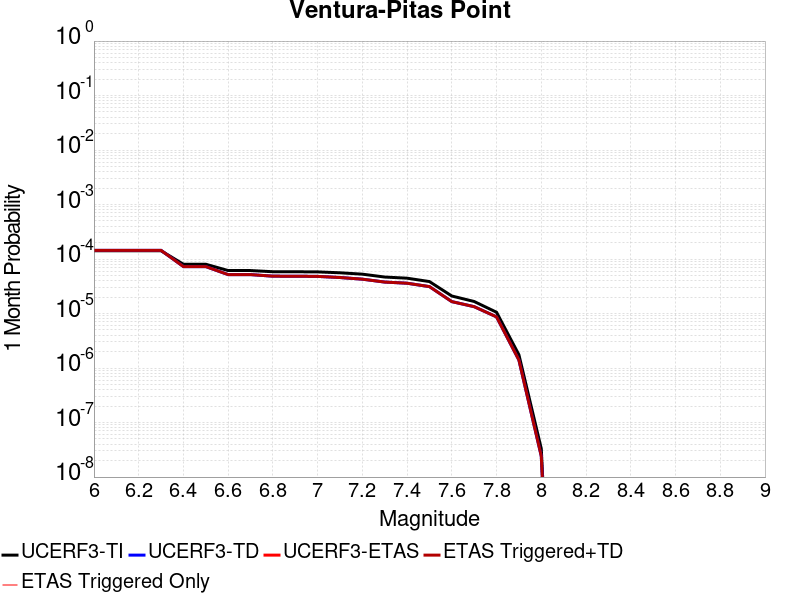 Ventura-Pitas Point
10^0
10^-1
10^-2
10^-3
10^-4
10^-5
10^-6
10^-7
10^-8
1 Month Probability
6 6.2 6.4 6.6 6.8 7 7.2 7.4 7.6 7.8 8 8.2 8.4 8.6 8.8 9
Magnitude
UCERF3-TI UCERF3-TD UCERF3-ETAS ETAS Triggered+TD
ETAS Triggered Only